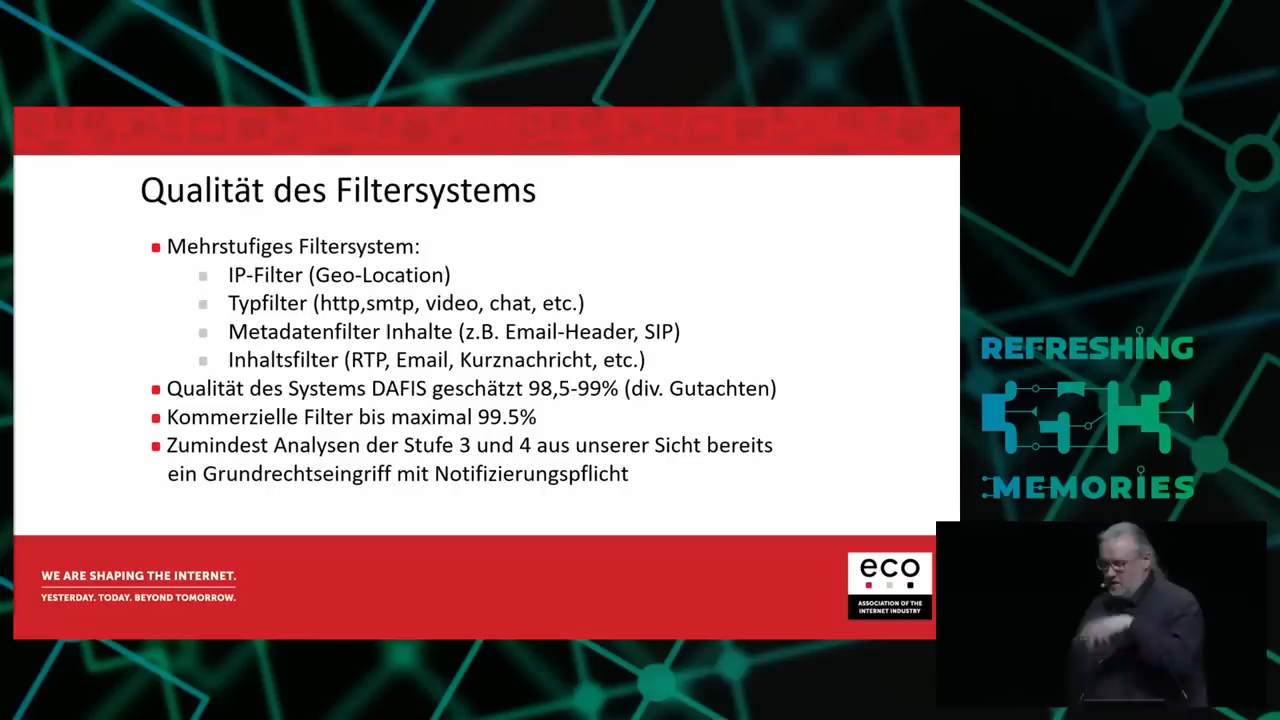 Qualität des Filtersystems
Mehrstufiges Filtersystem:
IP-Filter (Geo-Location)
Typfilter (http,smtp, video, chat, etc.)
Metadatenfilter Inhalte (z.B. Email-Header, SIP)
Inhaltsfilter (RTP, Email, Kurznachricht, etc.)
Qualität des Systems DAFIS geschätzt 98,5-99% (div. Gutachten)
Kommerzielle Filter bis maximal 99.5%
Zumindest Analysen der Stufe 3 und 4 aus unserer Sicht bereits
ein Grundrechtseingriff mit Notifizierungspflicht
WE ARE SHAPING THE INTERNET.
YESTERDAY. TODAY. BEYOND TOMORROW.
eco
ASSOCIATION OF THE
INTERNET INDUSTRY
REFRESHING
MEMORIES